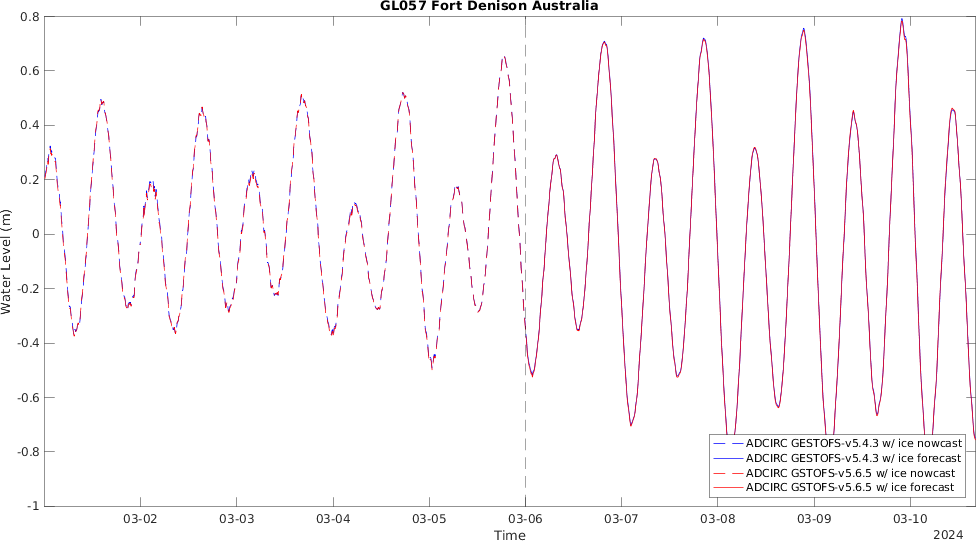 GL057 Fort Denison Australia
0.8
0.6
0.4
0.2
0
-0.2
-0.4
-0.6
-0.8
-1
Water Level (m)
ADCIRC GESTOFS-v5.4.3 w/ ice nowcast
ADCIRC GESTOFS-v5.4.3 w/ ice forecast
ADCIRC GSTOFS-v5.6.5 w/ ice nowcast
ADCIRC GSTOFS-v5.6.5 w/ ice forecast
03-02 03-03 03-04 03-05 03-06 03-07 03-08 03-09 03-10
Time
2024